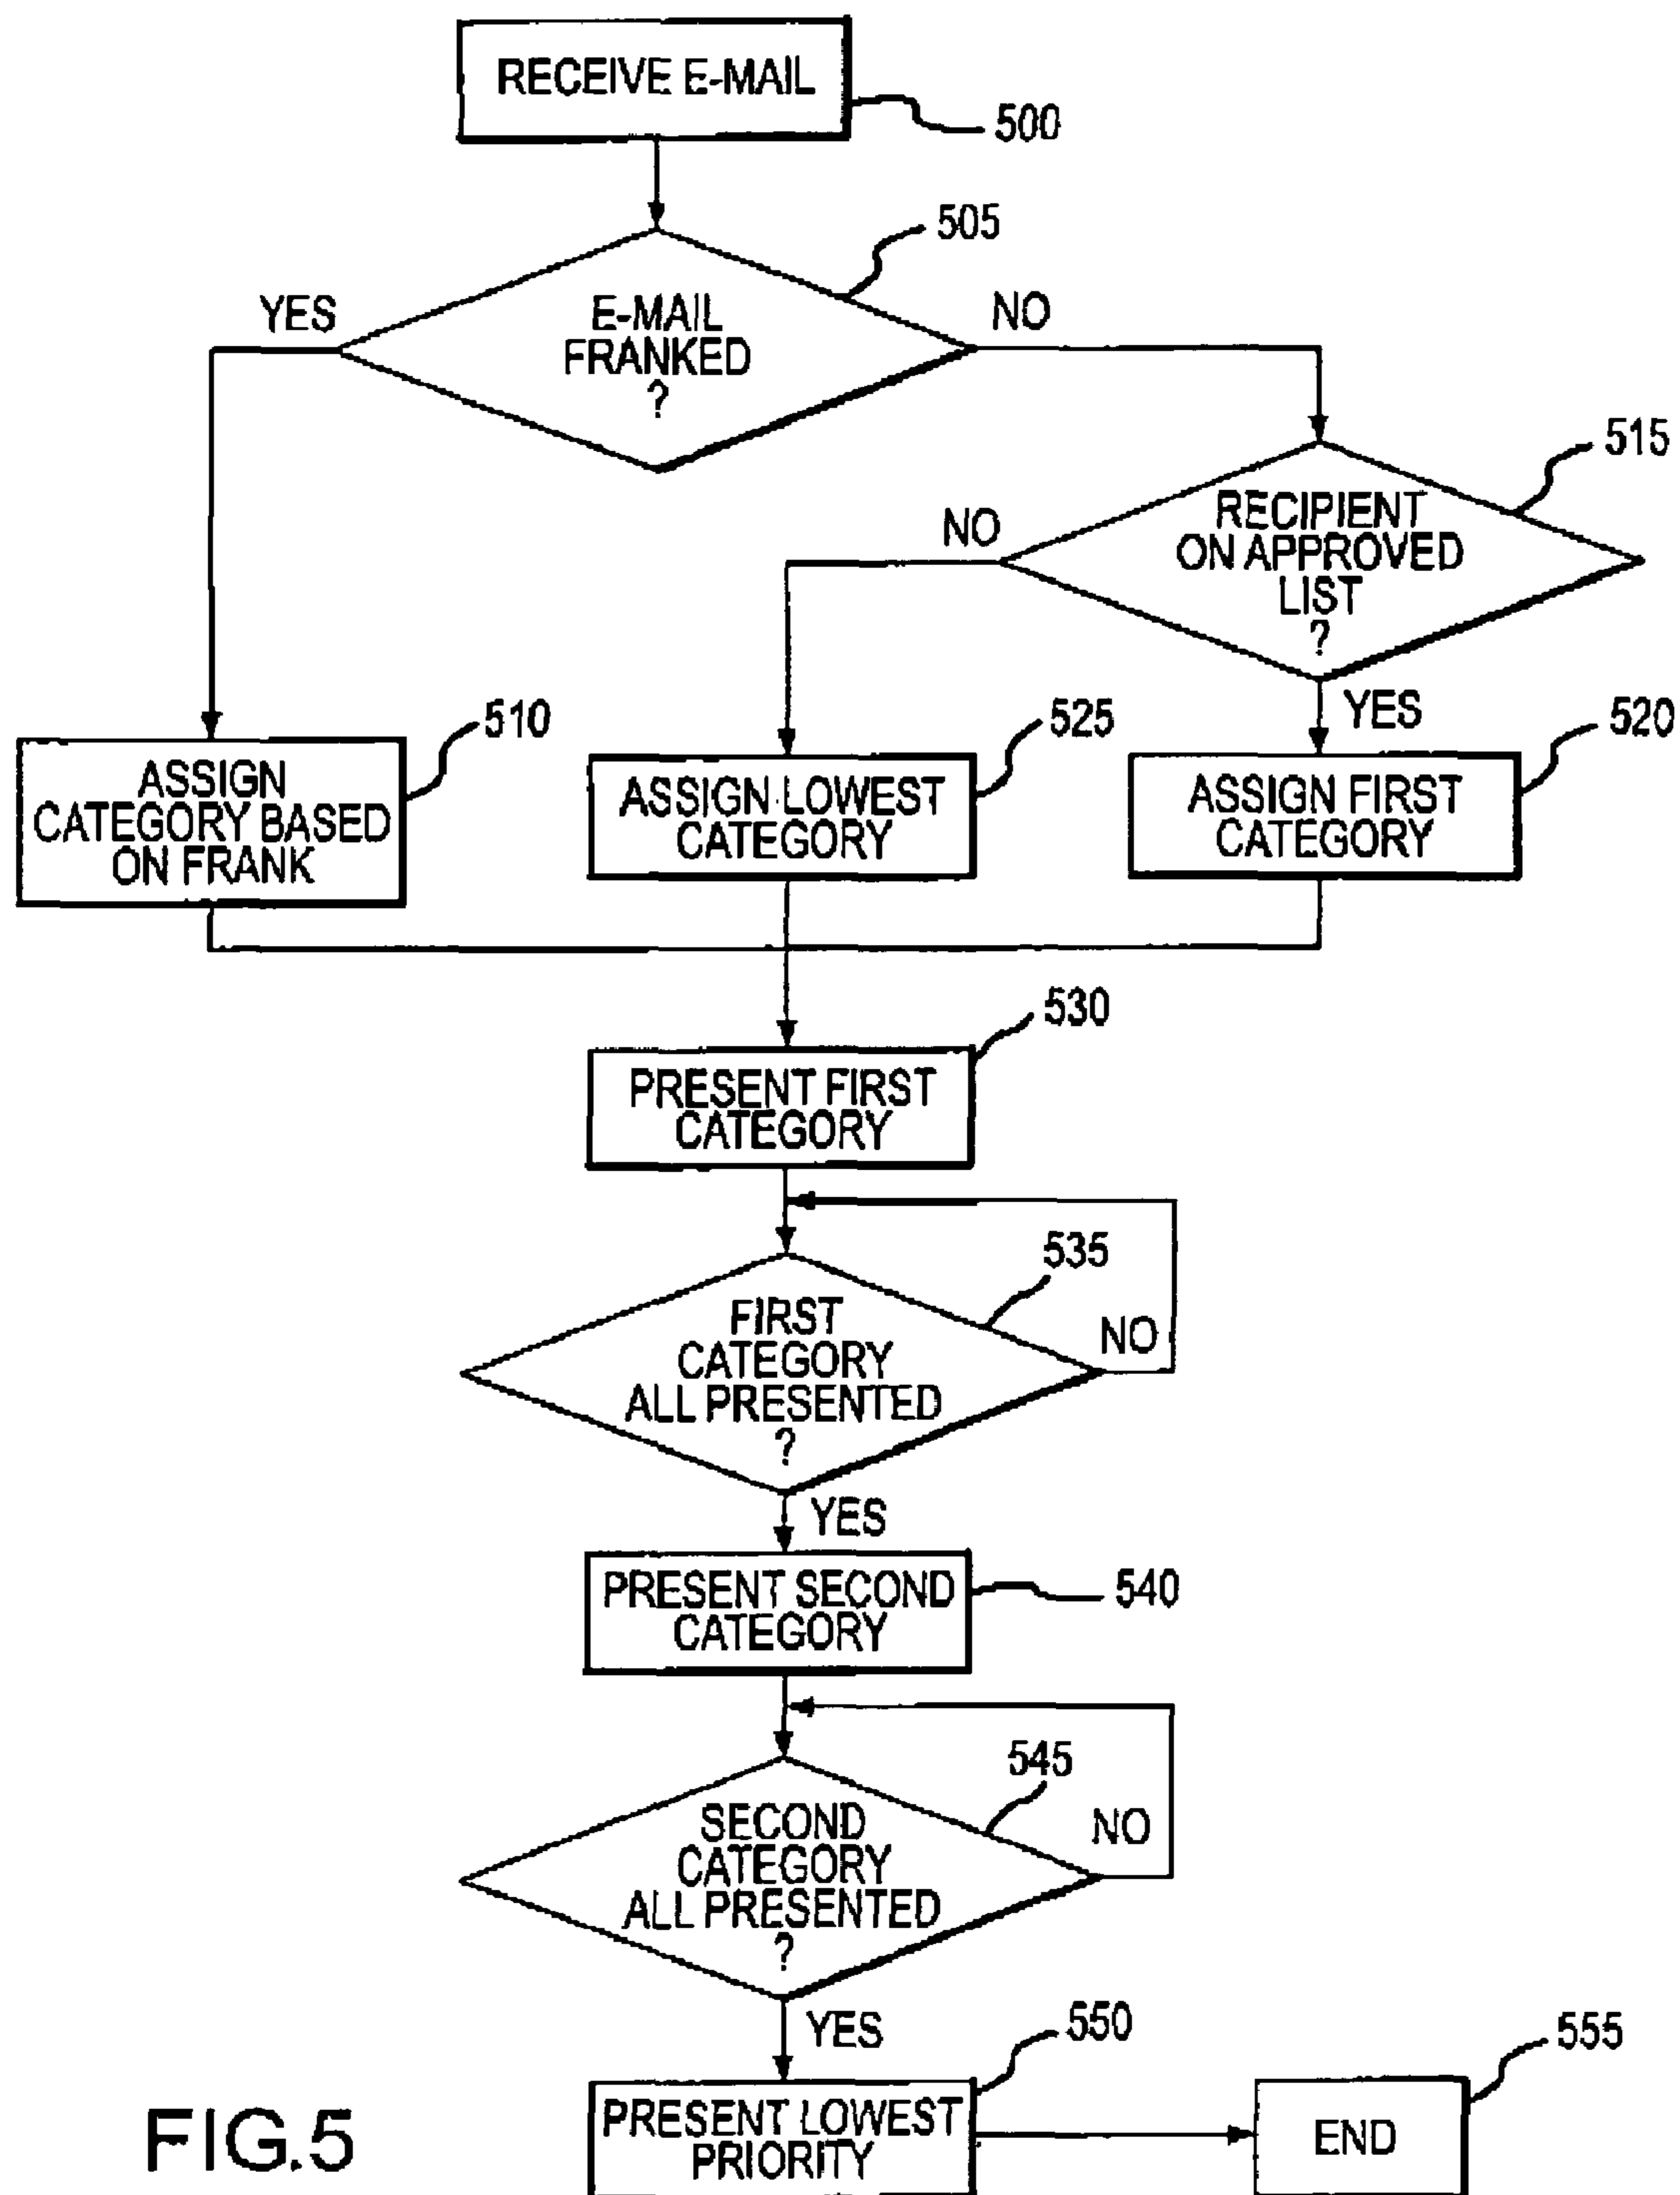 RECEIVE E-MAIL
500
505
YES
E-MAIL
FRANKED
?
NO
515
RECIPIENT
ON APPROVED
LIST
?
NO
YES
510
525
520
ASSIGN
CATEGORY BASED
ON FRANK
ASSIGN LOWEST
CATEGORY
ASSIGN FIRST
CATEGORY
530
PRESENT FIRST
CATEGORY
535
FIRST
CATEGORY
ALL PRESENTED
?
NO
YES
PRESENT SECOND
CATEGORY
540
545
SECOND
CATEGORY
ALL PRESENTED
?
NO
YES
550
555
PRESENT LOWEST
PRIORITY
END
FIG.5